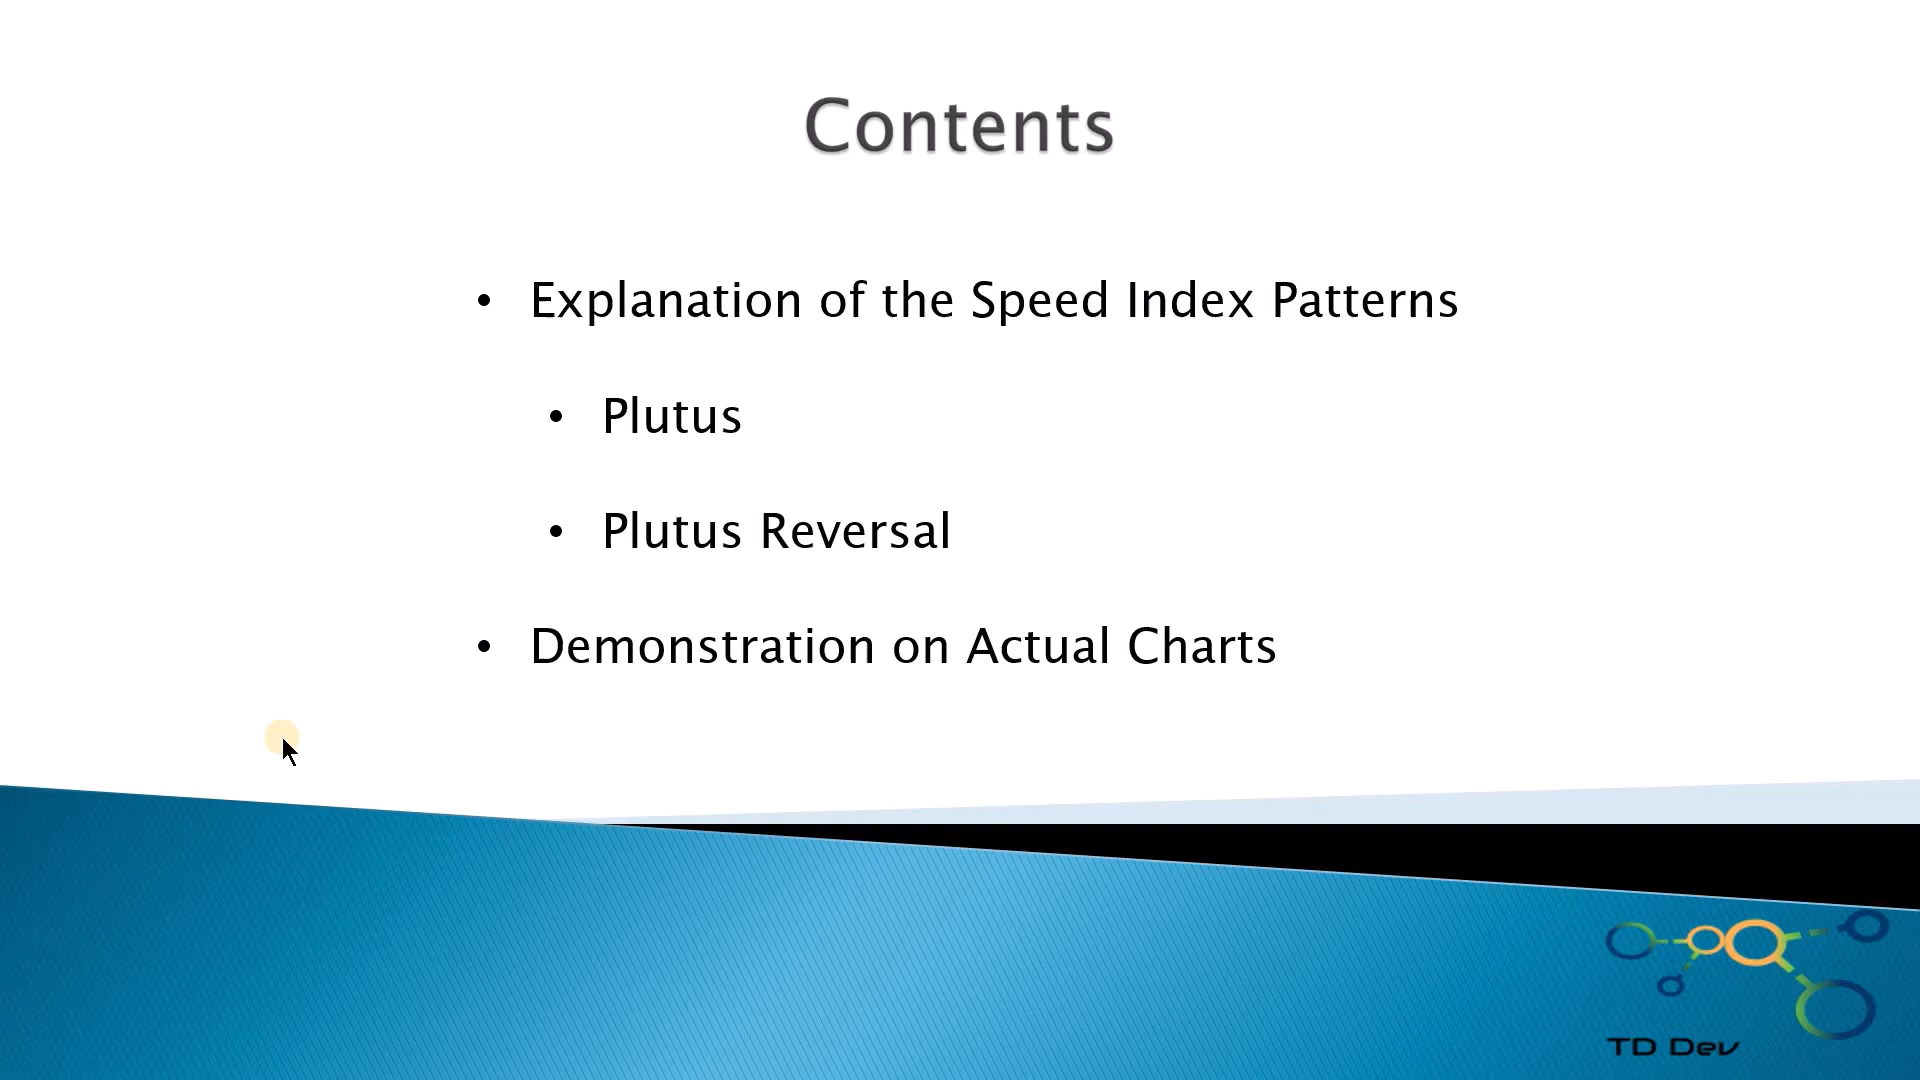 Contents
• Explanation of the Speed Index Patterns
• Plutus
• Plutus Reversal
• Demonstration on Actual Charts
TD Dev